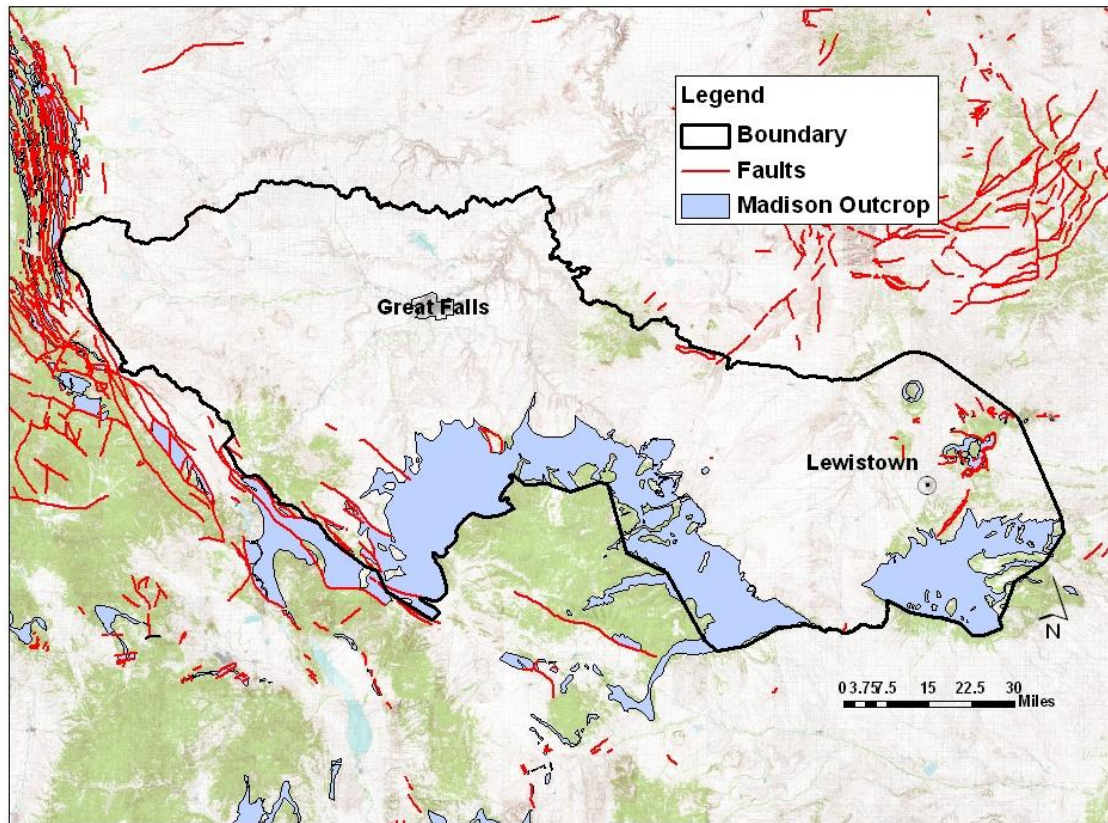 Legend
Boundary
Faults
Madison Outcrop
Great Falls
Lewistown
N
0 3.75 7.5 15 22.5 30
Miles